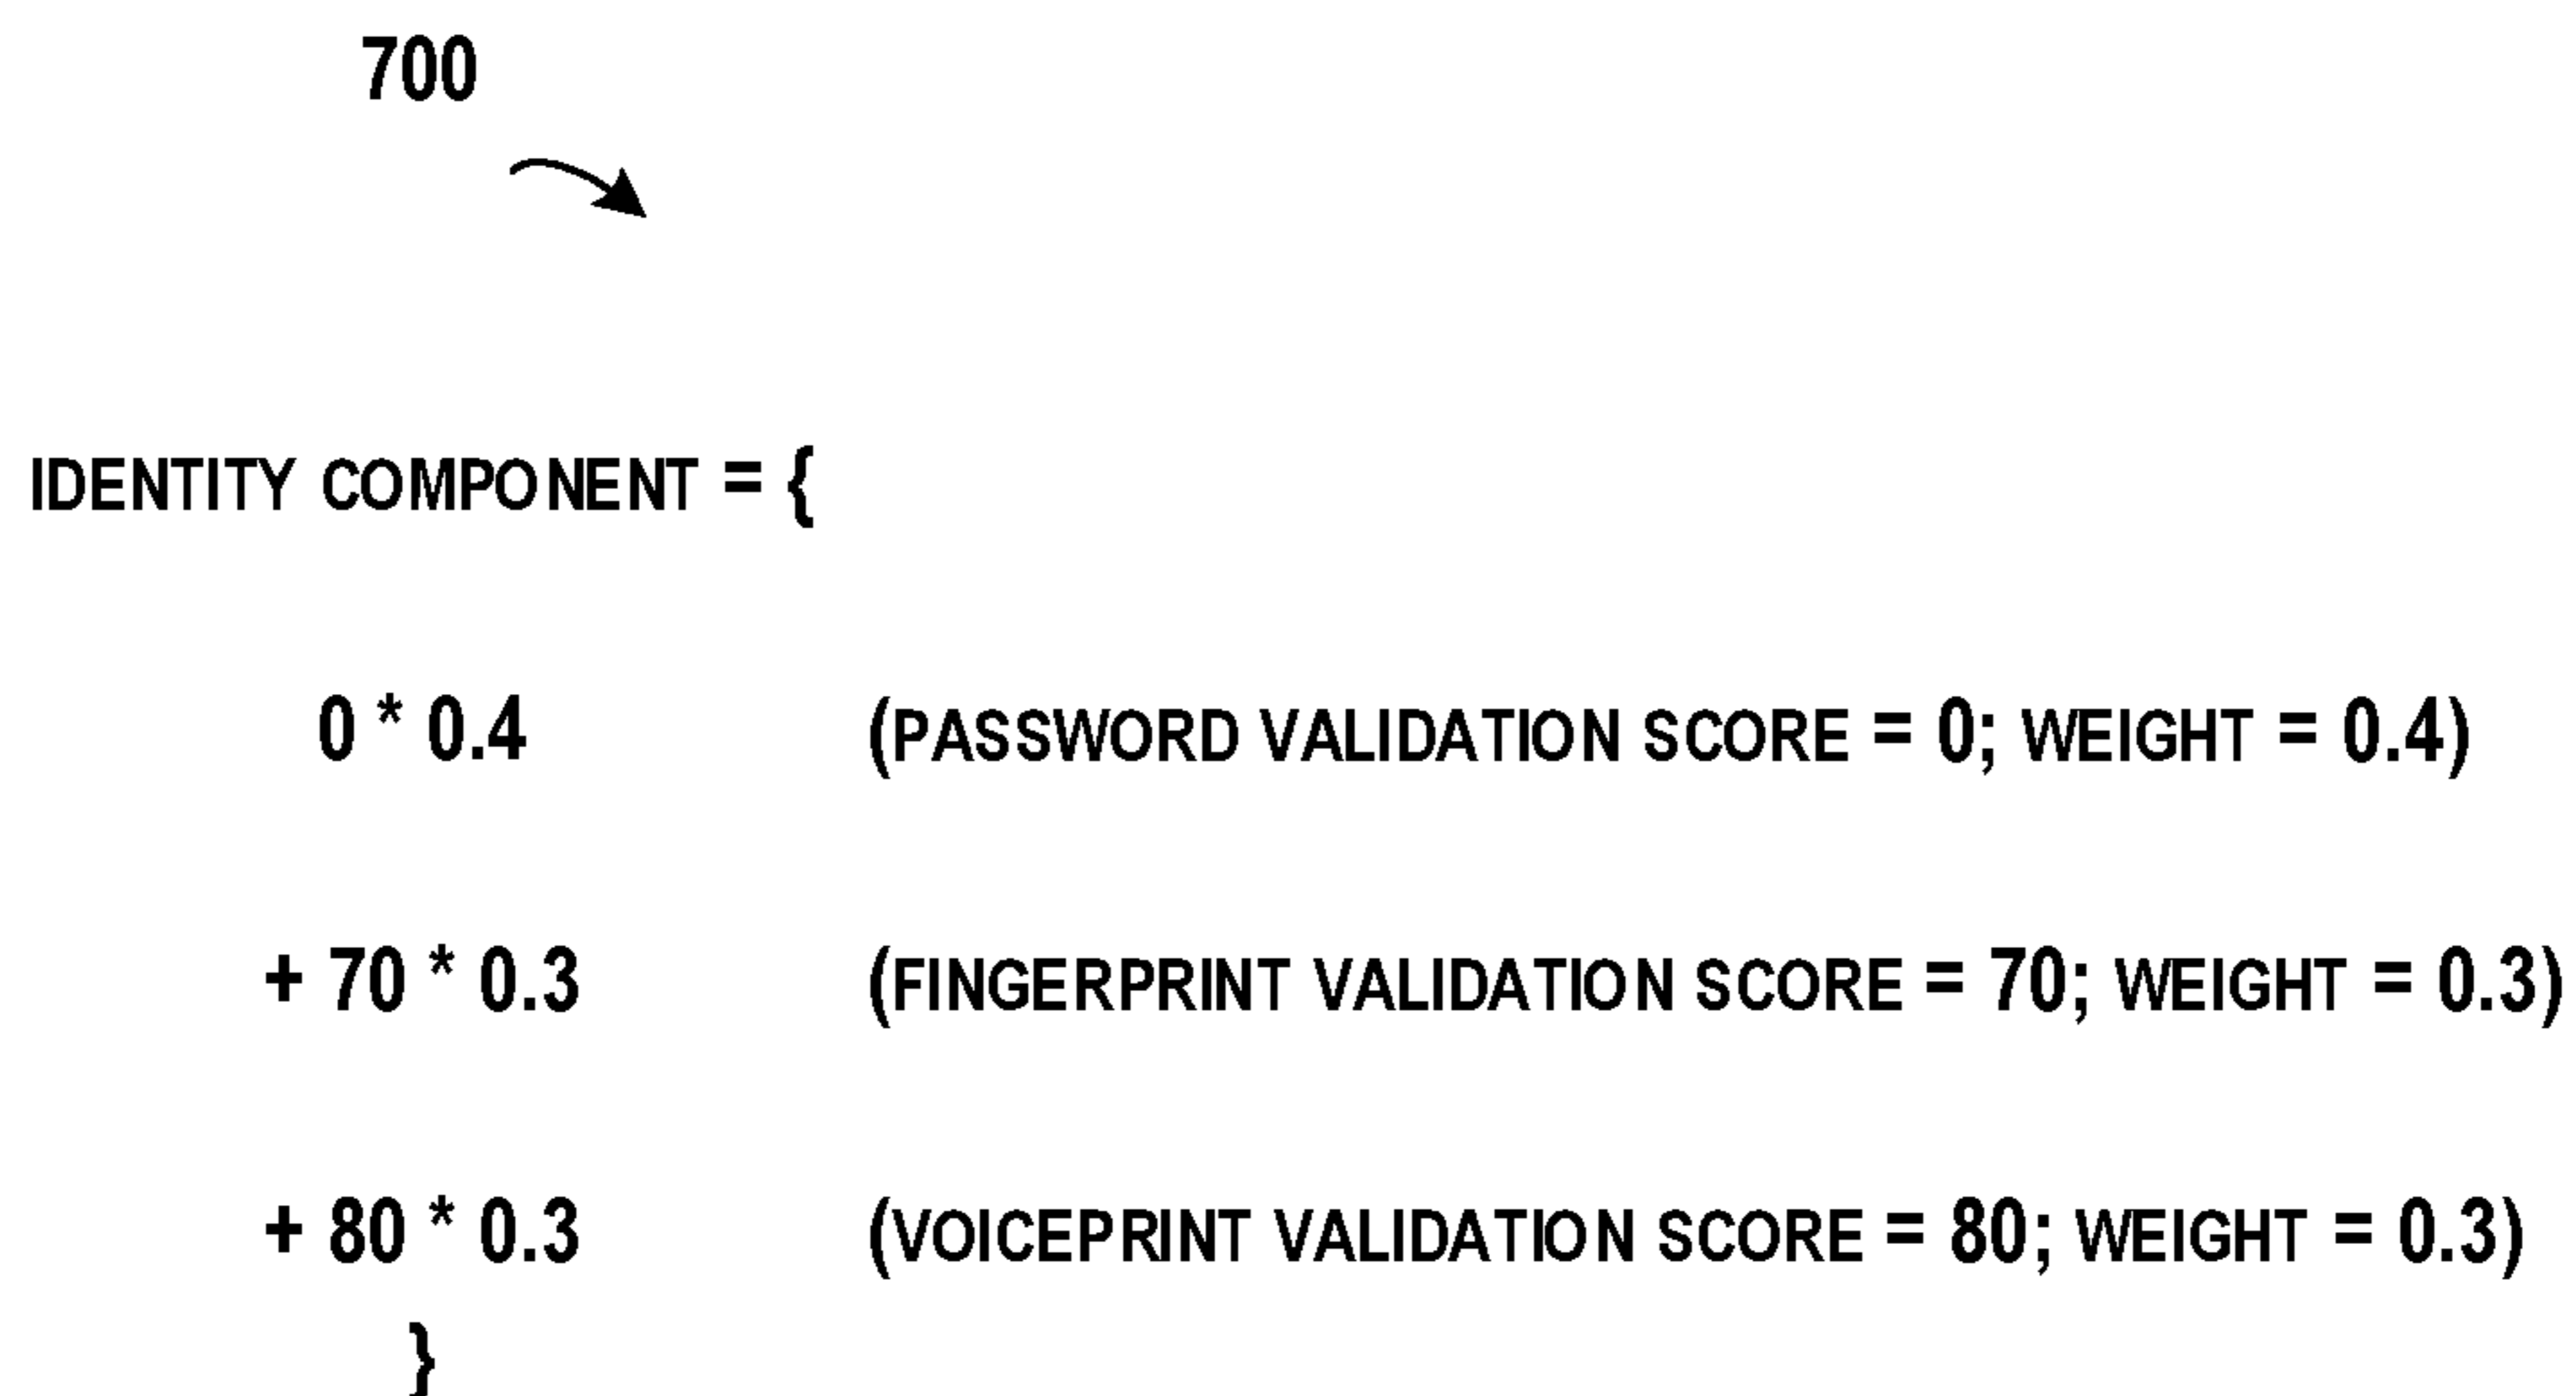 700
IDENTITY COMPONENT = {
0 * 0.4 (PASSWORD VALIDATION SCORE = 0; WEIGHT = 0.4)
+ 70 * 0.3 (FINGERPRINT VALIDATION SCORE = 70; WEIGHT = 0.3)
+ 80 * 0.3 (VOICEPRINT VALIDATION SCORE = 80; WEIGHT = 0.3)
}